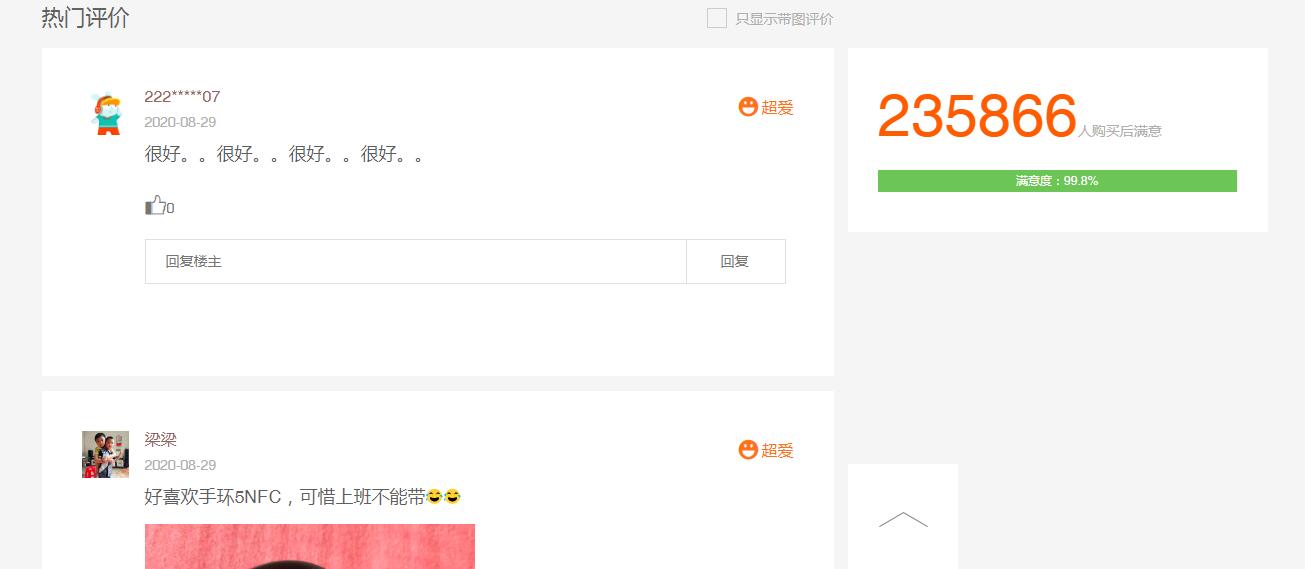 热门评价
只显示带图评价
222*****07
超爱
2020-08-29
很好。。很好。。很好。。很好。。
0
回复楼主
回复
235866人购买后满意
满意度：99.8%
梁梁
超爱
2020-08-29
好喜欢手环5NFC，可惜上班不能带😂😂